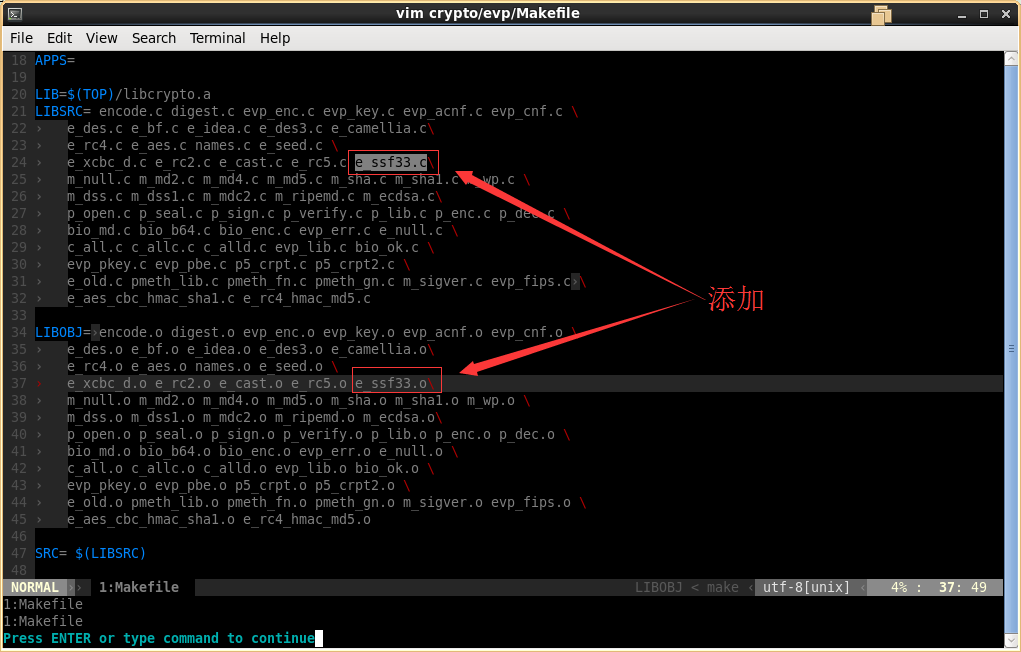 vim crypto/evp/Makefile
File Edit View Search Terminal Help
18 APPS=
19
20 LIB=$(TOP)/libcrypto.a
21 LIBSRC= encode.c digest.c evp_enc.c evp_key.c evp_acnf.c evp_cnf.c \
22 › e_des.c e_bf.c e_idea.c e_des3.c e_camellia.c\
23 › e_rc4.c e_aes.c names.c e_seed.c \
24 › e_xcbc_d.c e_rc2.c e_cast.c e_rc5.c e_ssf33.c\
25 › m_null.c m_md2.c m_md4.c m_md5.c m_sha.c m_sha1.c m_wp.c \
26 › m_dss.c m_dss1.c m_mdc2.c m_ripemd.c m_ecdsa.c\
27 › p_open.c p_seal.c p_sign.c p_verify.c p_lib.c p_enc.c p_dec.c \
28 › bio_md.c bio_b64.c bio_enc.c evp_err.c e_null.c \
29 › c_all.c c_allc.c c_alld.c evp_lib.c bio_ok.c \
30 › evp_pkey.c evp_pbe.c p5_crpt.c p5_crpt2.c \
31 › e_old.c pmeth_lib.c pmeth_fn.c pmeth_gn.c m_sigver.c evp_fips.c›\
添加
32 › e_aes_cbc_hmac_sha1.c e_rc4_hmac_md5.c
33
34 LIBOBJ=›encode.o digest.o evp_enc.o evp_key.o evp_acnf.o evp_cnf.o \
35 › e_des.o e_bf.o e_idea.o e_des3.o e_camellia.o\
36 › e_rc4.o e_aes.o names.o e_seed.o \
37 › e_xcbc_d.o e_rc2.o e_cast.o e_rc5.o e_ssf33.o\
38 › m_null.o m_md2.o m_md4.o m_md5.o m_sha.o m_sha1.o m_wp.o \
39 › m_dss.o m_dss1.o m_mdc2.o m_ripemd.o m_ecdsa.o\
40 › p_open.o p_seal.o p_sign.o p_verify.o p_lib.o p_enc.o p_dec.o \
41 › bio_md.o bio_b64.o bio_enc.o evp_err.o e_null.o \
42 › c_all.o c_allc.o c_alld.o evp_lib.o bio_ok.o \
43 › evp_pkey.o evp_pbe.o p5_crpt.o p5_crpt2.o \
44 › e_old.o pmeth_lib.o pmeth_fn.o pmeth_gn.o m_sigver.o evp_fips.o \
45 › e_aes_cbc_hmac_sha1.o e_rc4_hmac_md5.o
46
47 SRC= $(LIBSRC)
48
NORMAL › › 1:Makefile LIBOBJ < make ‹ utf-8[unix] ‹ 4% : 37: 49
1:Makefile
1:Makefile
Press ENTER or type command to continue